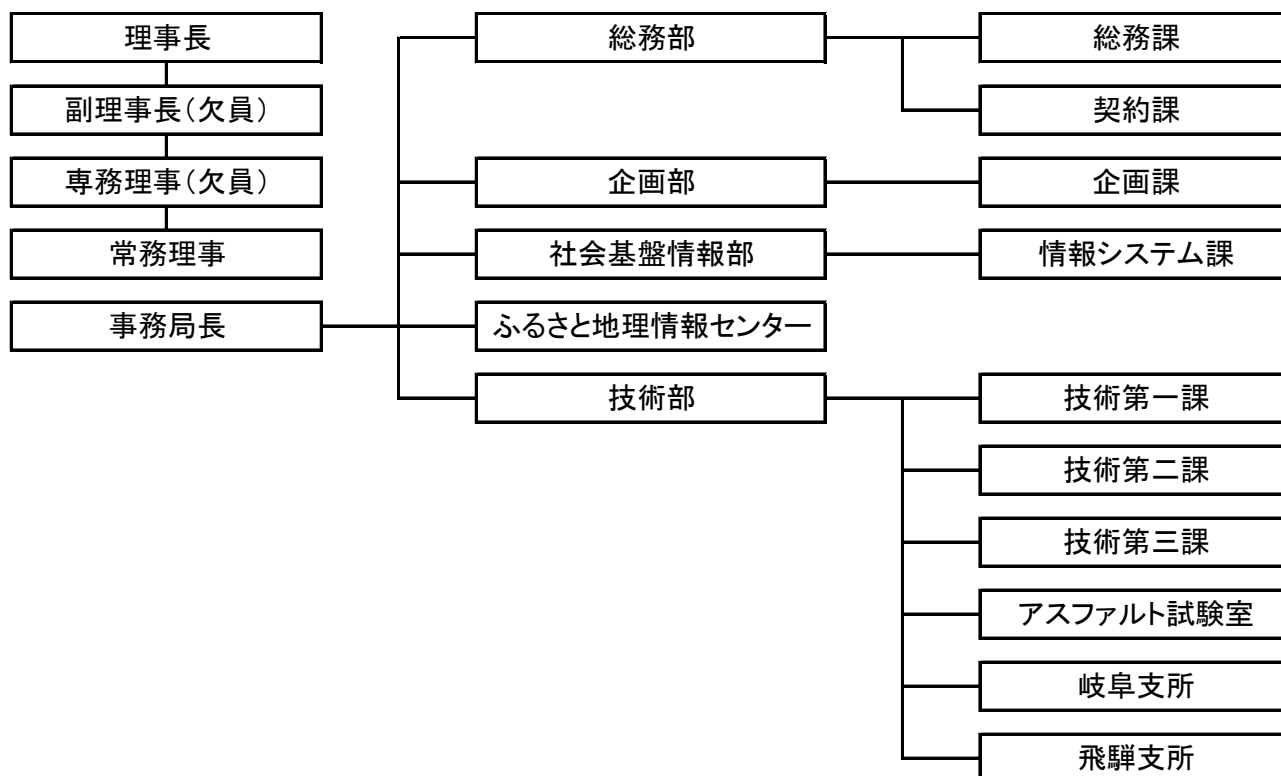 理事長
副理事長(欠員)
専務理事(欠員)
常務理事
事務局長
総務部
企画部
社会基盤情報部
ふるさと地理情報センター
技術部
総務課
契約課
企画課
情報システム課
技術第一課
技術第二課
技術第三課
アスファルト試験室
岐阜支所
飛騨支所